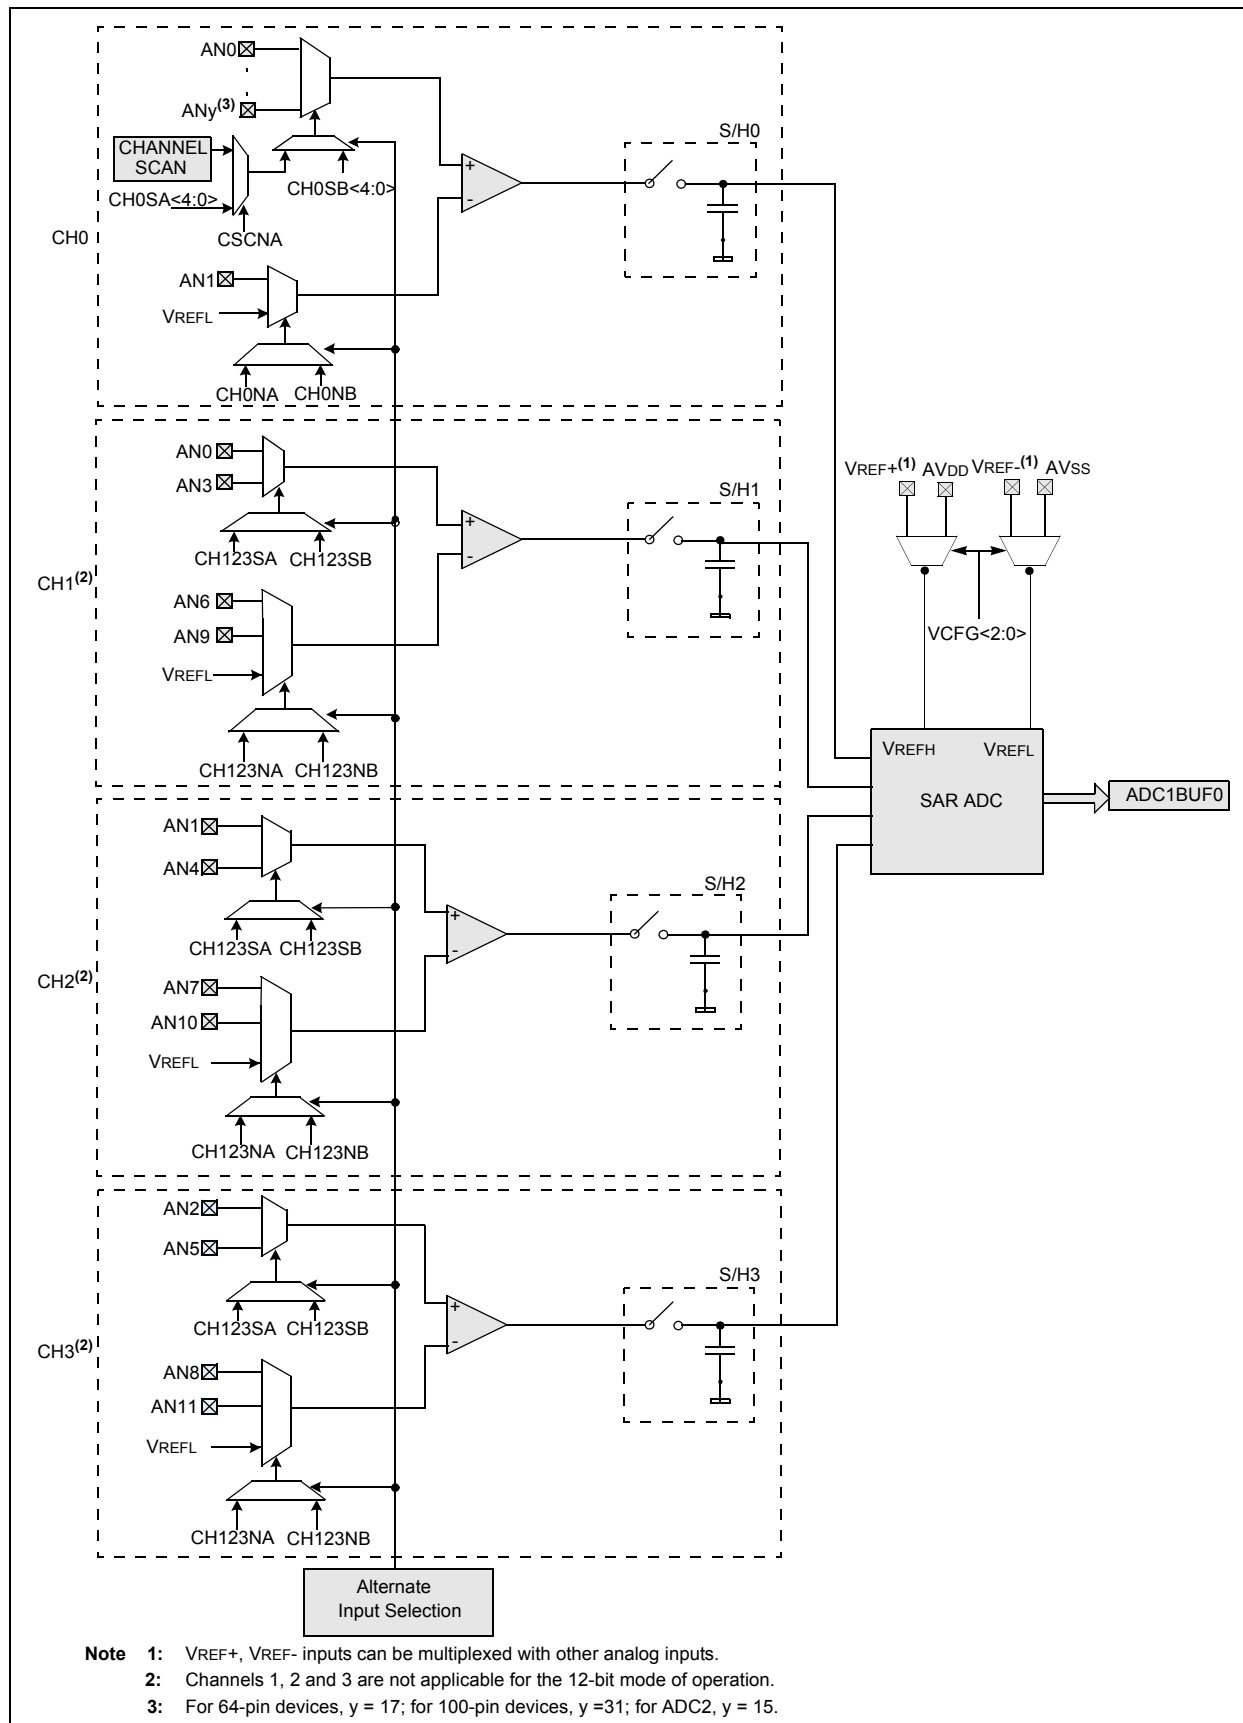 AN0
ANy(3)
CHANNEL
SCAN
CH0SA<4:0>
CH0SB<4:0>
CSCNA
CH0
AN1
VREFL
CH0NA CH0NB
+
-
S/H0
AN0
AN3
CH123SA CH123SB
CH1(2)
AN6
AN9
VREFL
CH123NA CH123NB
+
-
S/H1
VREF+(1) AVDD VREF-(1) AVSS
VCFG<2:0>
VREFH VREFL
SAR ADC
ADC1BUF0
AN1
AN4
CH123SA CH123SB
CH2(2)
AN7
AN10
VREFL
CH123NA CH123NB
+
-
S/H2
AN2
AN5
CH123SA CH123SB
CH3(2)
AN8
AN11
VREFL
CH123NA CH123NB
+
-
S/H3
Alternate
Input Selection
Note 1: VREF+, VREF- inputs can be multiplexed with other analog inputs.
2: Channels 1, 2 and 3 are not applicable for the 12-bit mode of operation.
3: For 64-pin devices, y = 17; for 100-pin devices, y =31; for ADC2, y = 15.